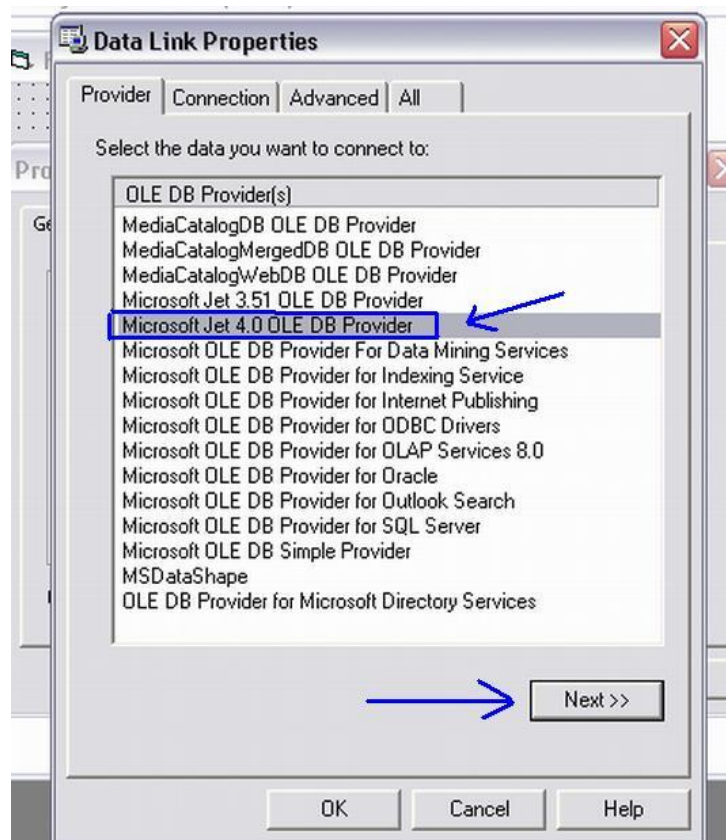 Data Link Properties
Provider Connection Advanced All
Select the data you want to connect to:
OLE DB Provider(s)
MediaCatalogDB OLE DB Provider
MediaCatalogMergedDB OLE DB Provider
MediaCatalogWebDB OLE DB Provider
Microsoft Jet 3.51 OLE DB Provider
Microsoft Jet 4.0 OLE DB Provider
Microsoft OLE DB Provider For Data Mining Services
Microsoft OLE DB Provider for Indexing Service
Microsoft OLE DB Provider for Internet Publishing
Microsoft OLE DB Provider for ODBC Drivers
Microsoft OLE DB Provider for OLAP Services 8.0
Microsoft OLE DB Provider for Oracle
Microsoft OLE DB Provider for Outlook Search
Microsoft OLE DB Provider for SQL Server
Microsoft OLE DB Simple Provider
MSDataShape
OLE DB Provider for Microsoft Directory Services
Next >>
OK Cancel Help